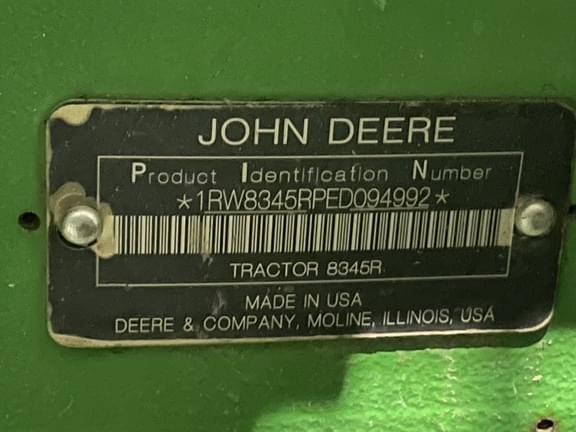 JOHN DEERE
Product Identification Number
*1RW8345RPED094992*
TRACTOR 8345R
MADE IN USA
DEERE & COMPANY, MOLINE, ILLINOIS, USA